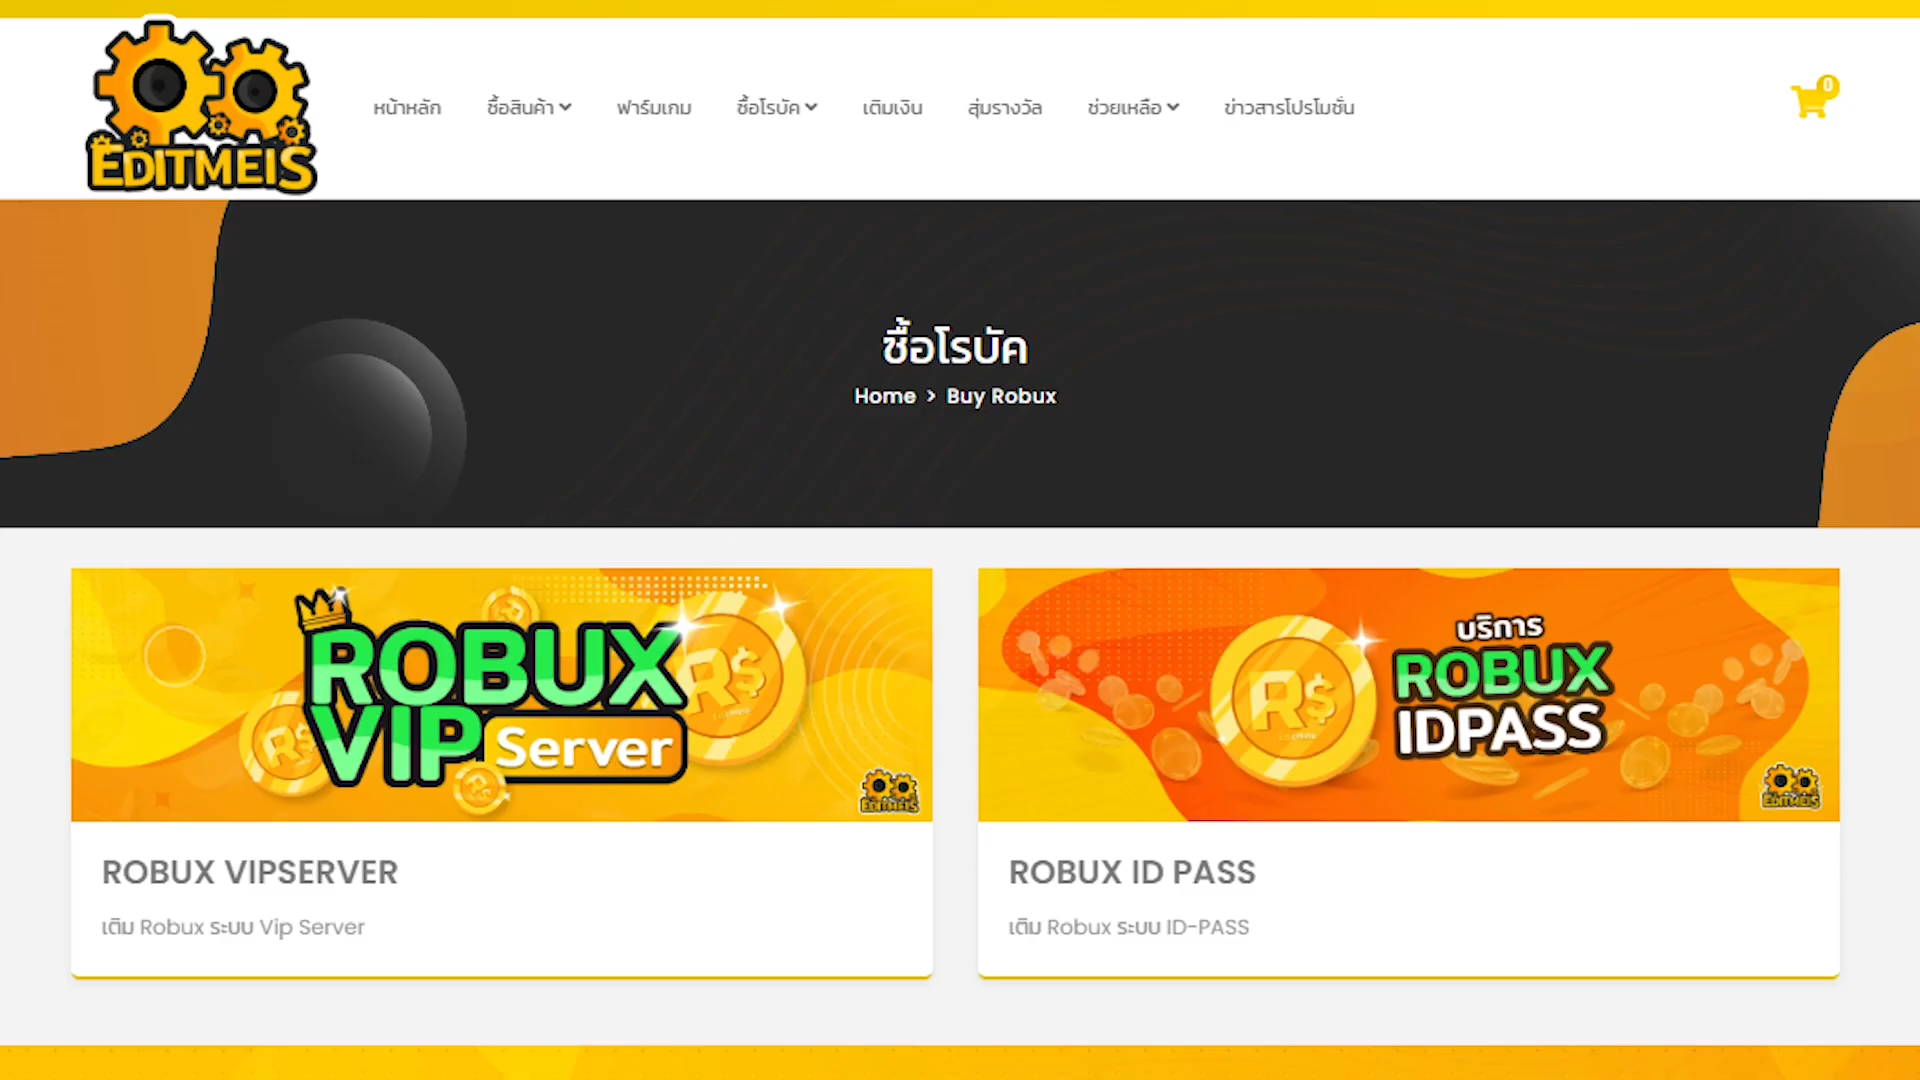 EDITMEIS
หน้าหลัก
ซื้อสินค้า
ฟาร์มเกม
ซื้อโรบัค
เติมเงิน
สุ่มรางวัล
ช่วยเหลือ
ข่าวสารโปรโมชั่น
0
ซื้อโรบัค
Home > Buy Robux
ROBUX
VIP Server
R$
R$
EDITMEIS
บริการ
ROBUX
IDPASS
R$
EDITMEIS
ROBUX VIPSERVER
เติม Robux ระบบ Vip Server
ROBUX ID PASS
เติม Robux ระบบ ID-PASS